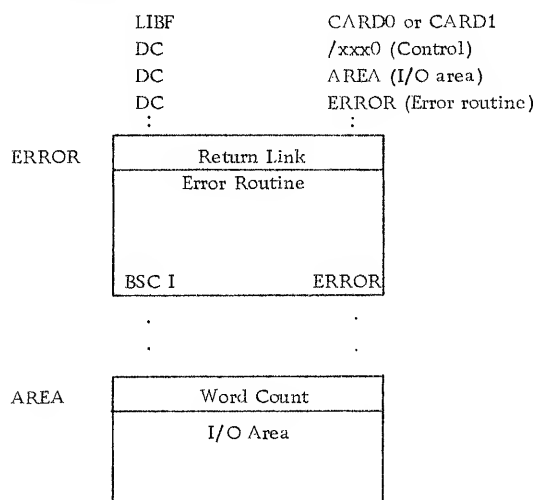 LIBF CARD0 or CARD1
DC /xxx0 (Control)
DC AREA (I/O area)
DC ERROR (Error routine)
: :
ERROR Return Link
Error Routine
BSC I ERROR
. .
. .
AREA Word Count
I/O Area